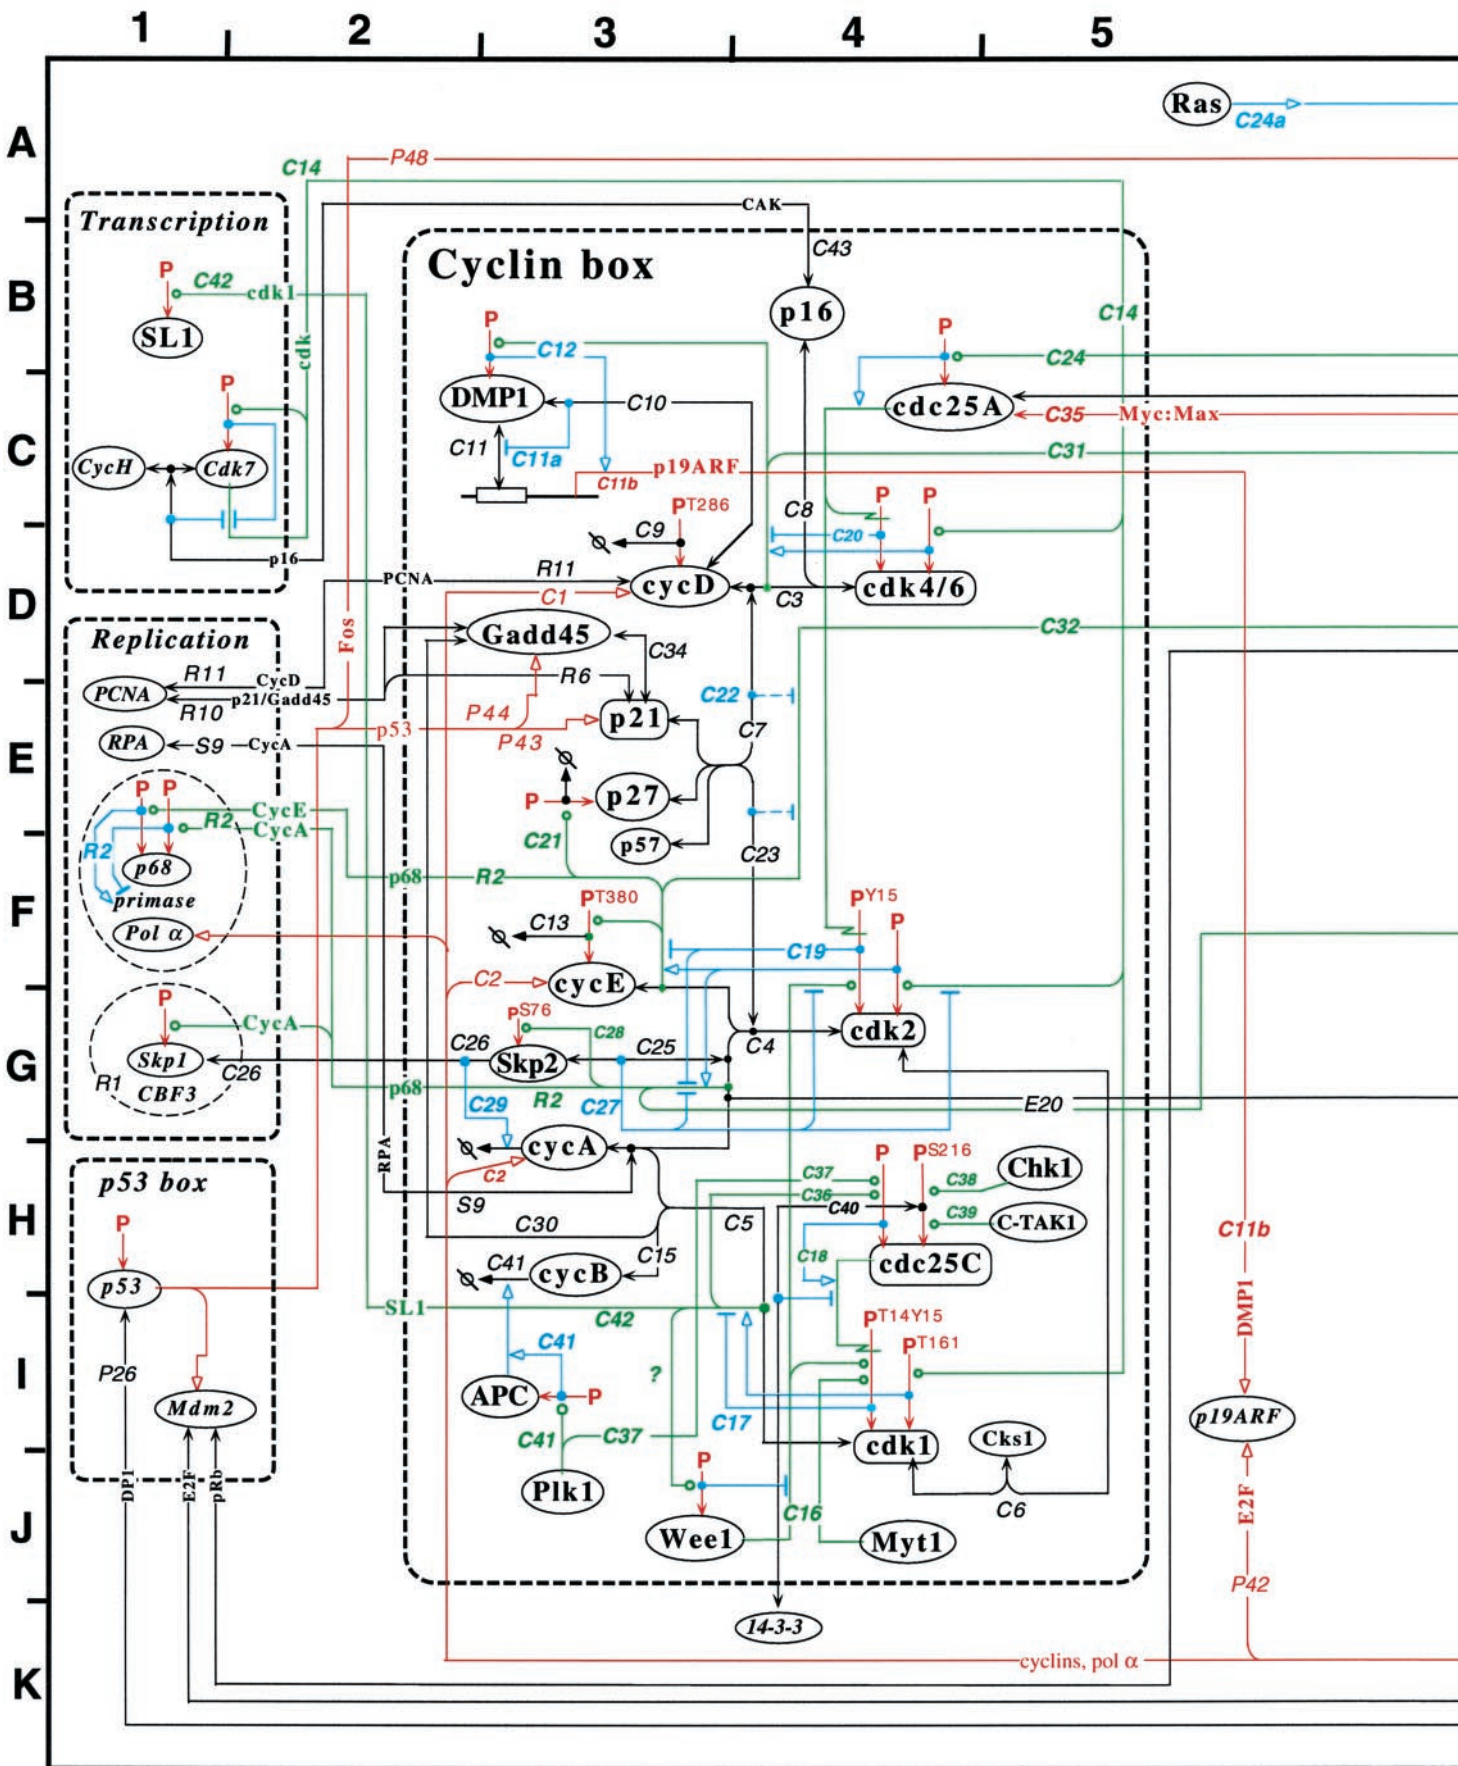 1 2 3 4 5
A
B
C
D
E
F
G
H
I
J
K
Ras
C24a
P48
C14
CAK
Transcription
P
C42 cdk1
SL1
cdk
P
CycH
Cdk7
p16
Cyclin box
C43
p16
C14
P
C12
DMP1
C10
C11
C11a
C11b
p19ARF
P
C24
cdc25A
C35 Myc:Max
C31
C8
P P
C20
cdk4/6
PT286
C9
cycD
C3
PCNA
R11
C1
Gadd45
C34
R6
C32
Replication
R11
CycD
PCNA
p21/Gadd45
R10
RPA
S9 CycA
Fos
p53
P44
P43
p21
C22
C7
P P
CycE
R2
CycA
R2
p68
primase
Pol α
P
p27
p57
C21
C23
p68 R2
PT380
C13
cycE
C2
PY15
P
C19
cdk2
C4
P
CycA
Skp1
R1
CBF3
C26
C26
PS76
Skp2
C28
C25
p68
R2
C29
C27
E20
cycA
C2
RPA
S9
C30
C5
C15
C41
cycB
p53 box
P
p53
P26
Mdm2
DP1
E2F
pRb
SL1
C42
?
C41
APC
P
C41
C37
Plk1
C37
C36
C40
P
PS216
C38
Chk1
C39
C-TAK1
cdc25C
C18
PT14Y15
PT161
C17
cdk1
Cks1
C6
P
Wee1
C16
Myt1
14-3-3
C11b
DMP1
p19ARF
E2F
P42
cyclins, pol α